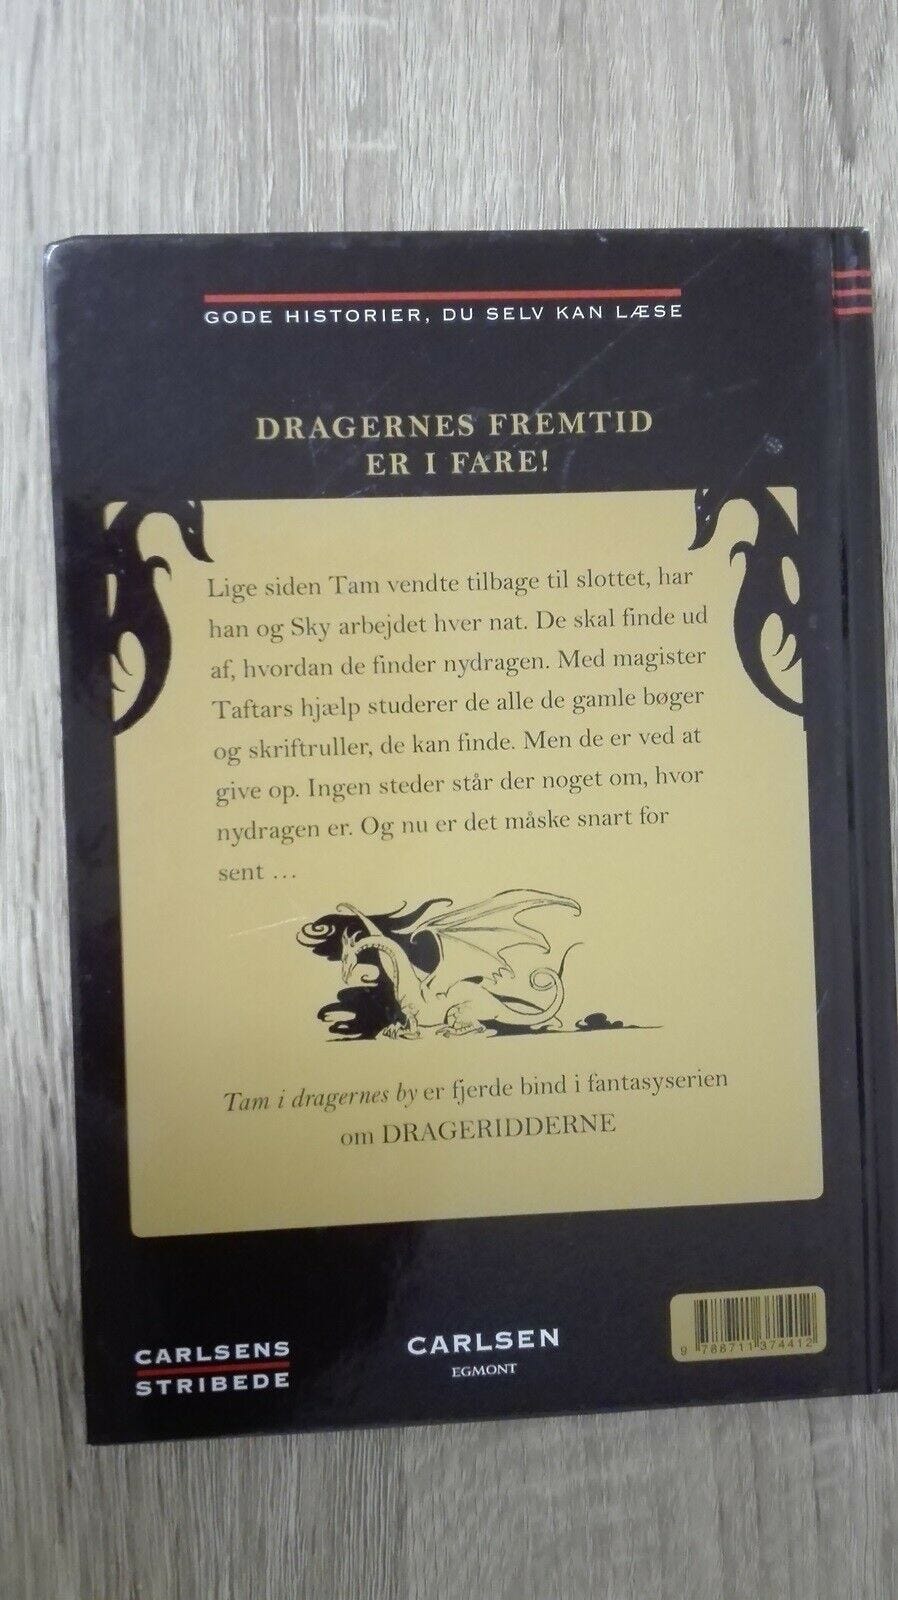 GODE HISTORIER, DU SELV KAN LÆSE
DRAGERNES FREMTID
ER I FARE!
Lige siden Tam vendte tilbage til slottet, har
han og Sky arbejdet hver nat. De skal finde ud
af, hvordan de finder nydragen. Med magister
Taftars hjælp studerer de alle de gamle bøger
og skriftruller, de kan finde. Men de er ved at
give op. Ingen steder står der noget om, hvor
nydragen er. Og nu er det måske snart for
sent ...
Tam i dragernes by er fjerde bind i fantasyserien
om DRAGERIDDERNE
CARLSENS
STRIBEDE
CARLSEN
EGMONT
9 788711 374412